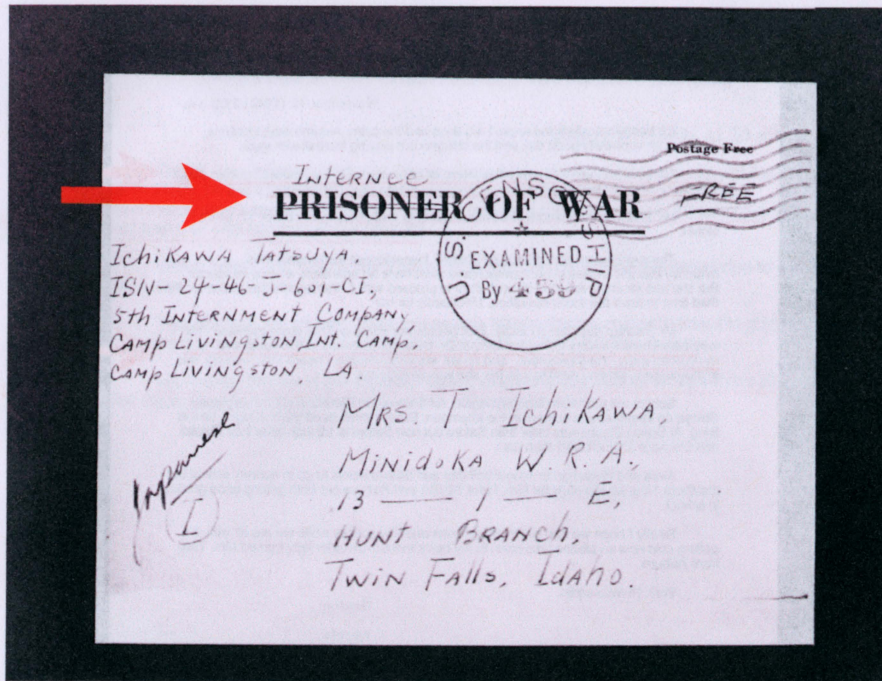 Postage Free
FREE
Internee
PRISONER OF WAR
U.S. CENSORSHIP
EXAMINED
By 458
Ichikawa Tatsuya,
ISN-24-46-J-601-CI,
5th Internment Company,
Camp Livingston Int. Camp,
Camp Livingston, LA.
Japanese
I
Mrs. T Ichikawa,
Minidoka W.R.A,
13 — 1 — E,
Hunt Branch,
Twin Falls, Idaho.